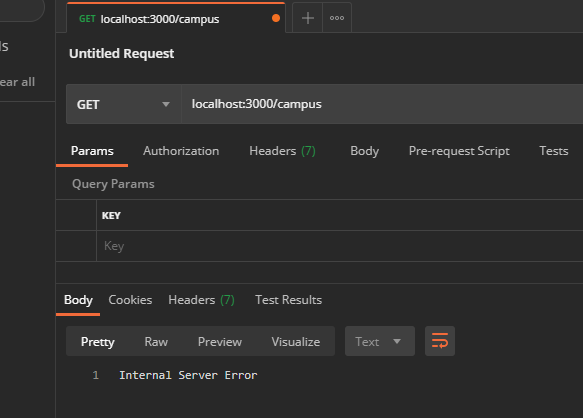 GET localhost:3000/campus
ls
ear all
Untitled Request
GET localhost:3000/campus
Params Authorization Headers (7) Body Pre-request Script Tests
Query Params
KEY
Key
Body Cookies Headers (7) Test Results
Pretty Raw Preview Visualize Text
1 Internal Server Error